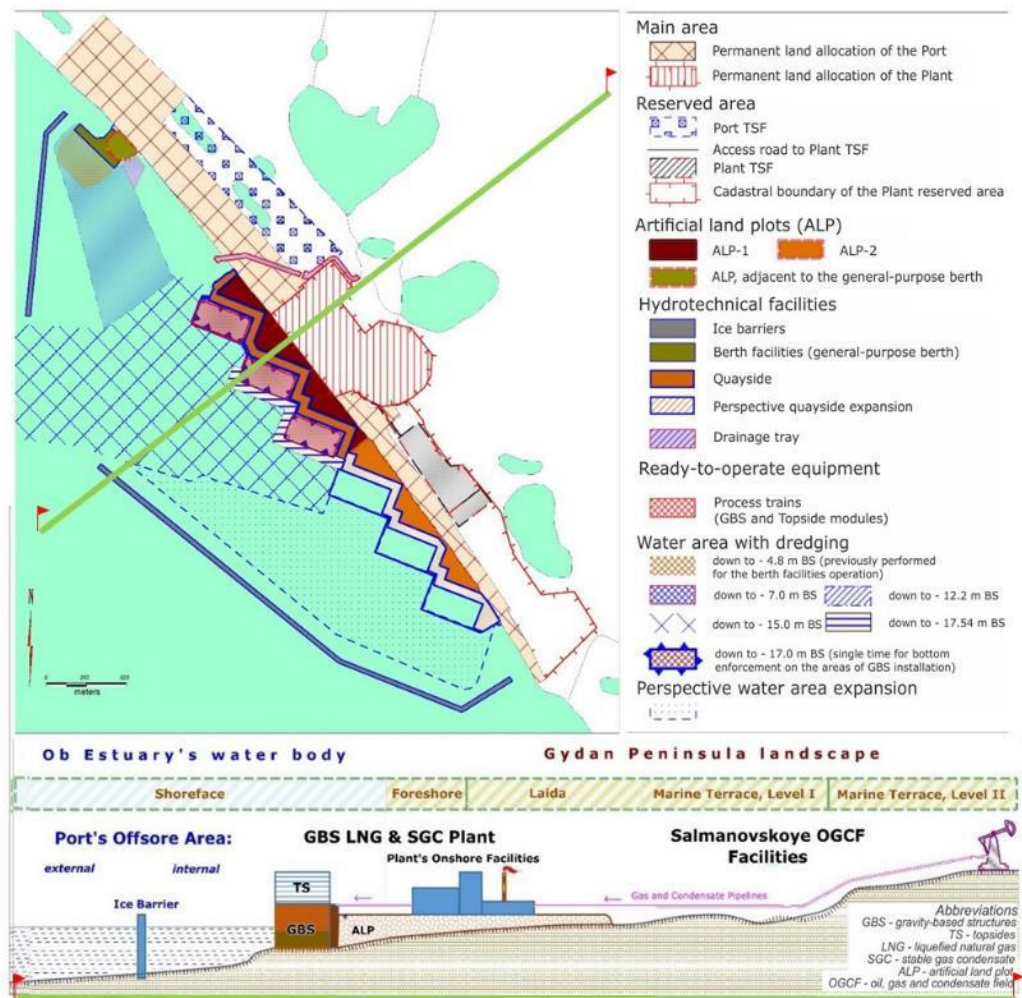 Main area
Permanent land allocation of the Port
Permanent land allocation of the Plant
Reserved area
Port TSF
Access road to Plant TSF
Plant TSF
Cadastral boundary of the Plant reserved area
Artificial land plots (ALP)
ALP-1 ALP-2
ALP, adjacent to the general-purpose berth
Hydrotechnical facilities
Ice barriers
Berth facilities (general-purpose berth)
Quayside
Perspective quayside expansion
Drainage tray
Ready-to-operate equipment
Process trains
(GBS and Topside modules)
Water area with dredging
down to - 4.8 m BS (previously performed
for the berth facilities operation)
down to - 7.0 m BS down to - 12.2 m BS
down to - 15.0 m BS down to - 17.54 m BS
down to - 17.0 m BS (single time for bottom
enforcement on the areas of GBS installation)
Perspective water area expansion
N
meters
Ob Estuary's water body Gydan Peninsula landscape
Shoreface Foreshore Laida Marine Terrace, Level I Marine Terrace, Level II
Port's Offsore Area: GBS LNG & SGC Plant Salmanovskoye OGCF
Facilities
external internal Plant's Onshore Facilities
Ice Barrier TS Gas and Condensate Pipelines
GBS ALP
Abbreviations
GBS - gravity-based structures
TS - topsides
LNG - liquefied natural gas
SGC - stable gas condensate
ALP - artificial land plot
OGCF - oil, gas and condensate field